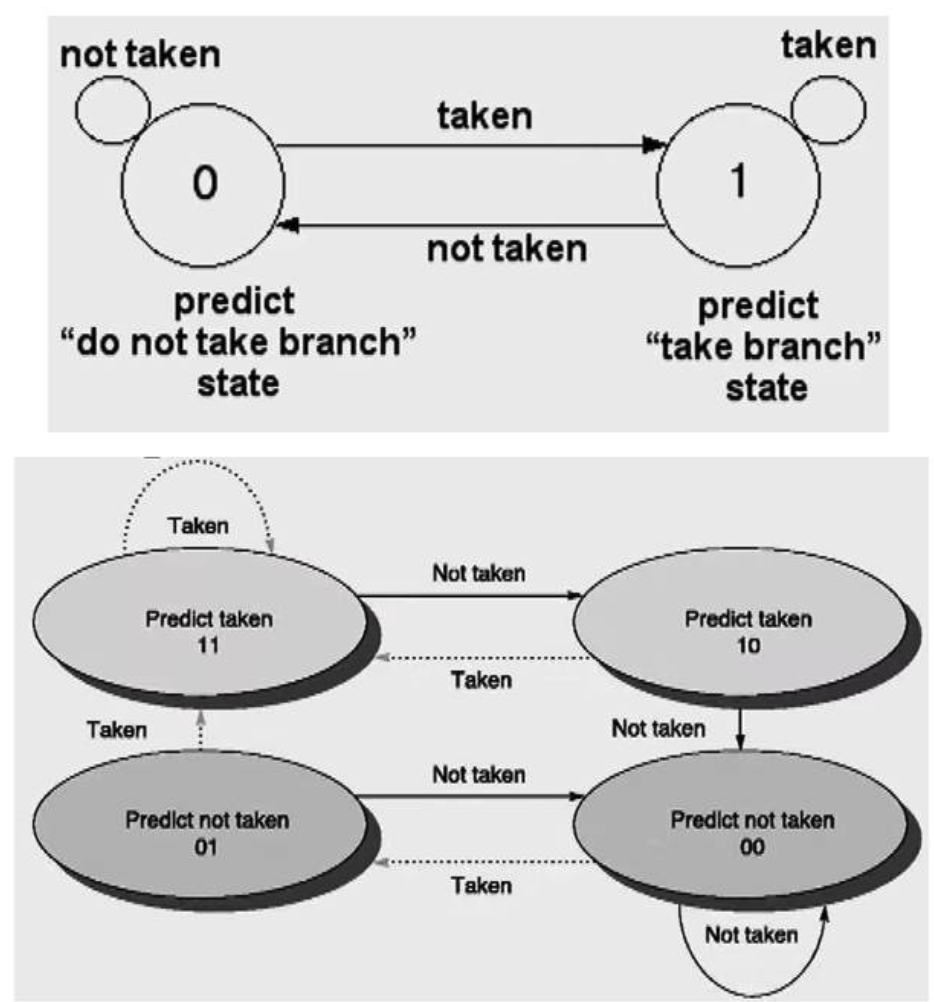 not taken
taken
taken
0
1
not taken
predict
“do not take branch”
state
predict
“take branch”
state
Taken
Not taken
Predict taken
11
Predict taken
10
Taken
Taken
Not taken
Not taken
Predict not taken
01
Predict not taken
00
Taken
Not taken